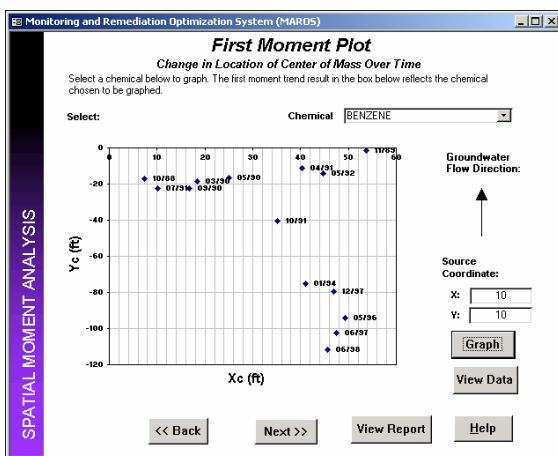 Monitoring and Remediation Optimization System (MAROS)
First Moment Plot
Change in Location of Center of Mass Over Time
Select a chemical below to graph. The first moment trend result in the box below reflects the chemical
chosen to be graphed.
Select:
Chemical
BENZENE
SPATIAL MOMENT ANALYSIS
Yc (ft)
0
-20
-40
-60
-80
-100
-120
0 10 20 30 40 50 60
11/89
04/91
05/92
10/88
03/90
05/90
07/91
09/90
10/91
01/94
12/97
05/96
06/97
06/98
Xc (ft)
Groundwater
Flow Direction:
Source
Coordinate:
X: 10
Y: 10
Graph
View Data
<< Back
Next >>
View Report
Help